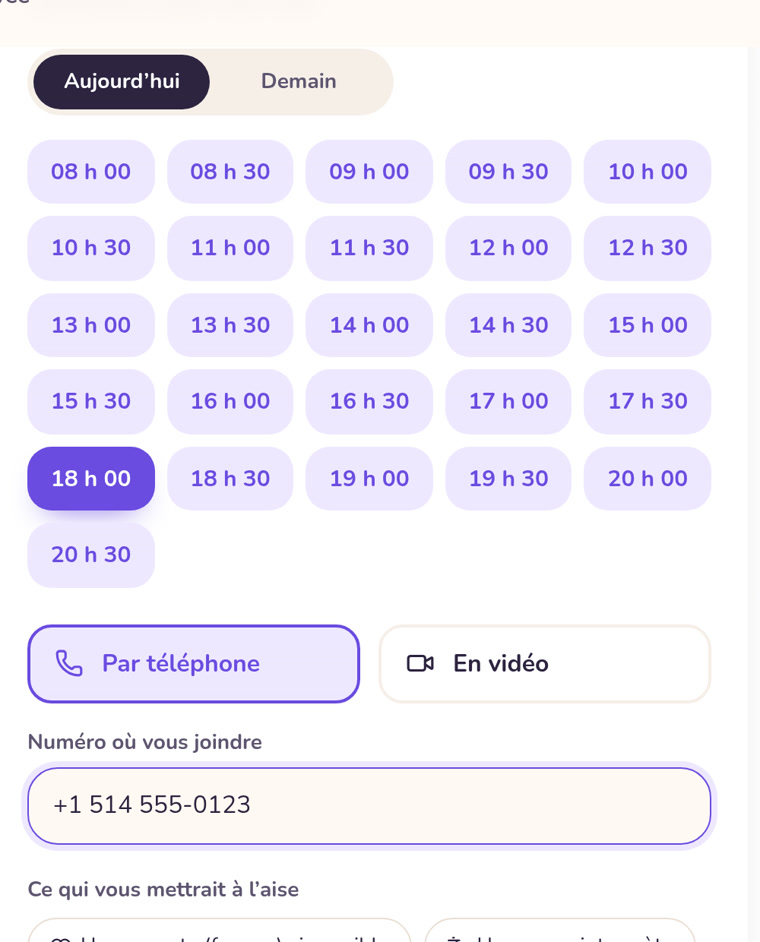 Aujourd’hui Demain
08 h 00 08 h 30 09 h 00 09 h 30 10 h 00
10 h 30 11 h 00 11 h 30 12 h 00 12 h 30
13 h 00 13 h 30 14 h 00 14 h 30 15 h 00
15 h 30 16 h 00 16 h 30 17 h 00 17 h 30
18 h 00 18 h 30 19 h 00 19 h 30 20 h 00
20 h 30
Par téléphone En vidéo
Numéro où vous joindre
+1 514 555-0123
Ce qui vous mettrait à l’aise